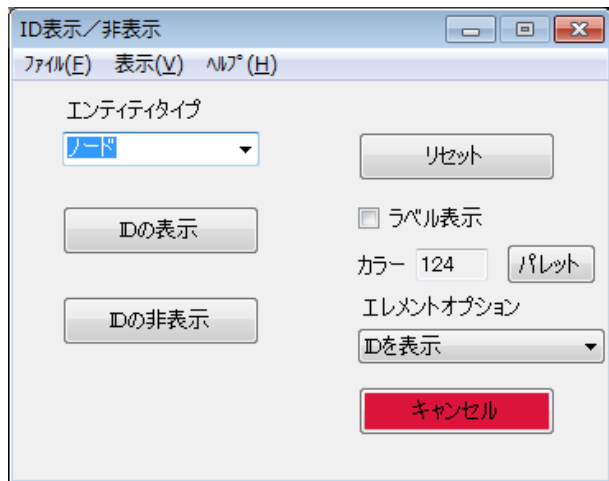 ID表示／非表示
ﾌｧｲﾙ(F) 表示(V) ﾍﾙﾌﾟ(H)
エンティティタイプ
ノード
リセット
IDの表示
ラベル表示
カラー 124 パレット
IDの非表示
エレメントオプション
IDを表示
キャンセル